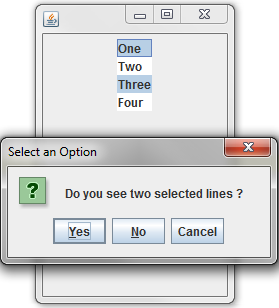 One
Two
Three
Four
Select an Option
Do you see two selected lines ?
Yes
No
Cancel